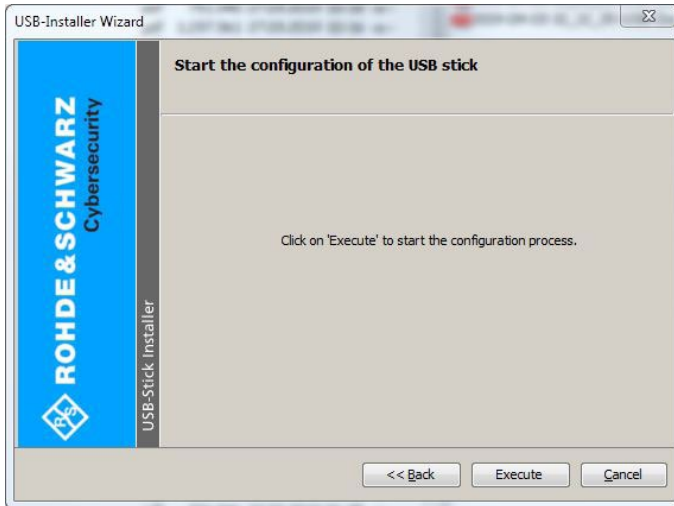 USB-Installer Wizard
Start the configuration of the USB stick
ROHDE&SCHWARZ
Cybersecurity
USB-Stick Installer
R&S
Click on 'Execute' to start the configuration process.
<< Back
Execute
Cancel